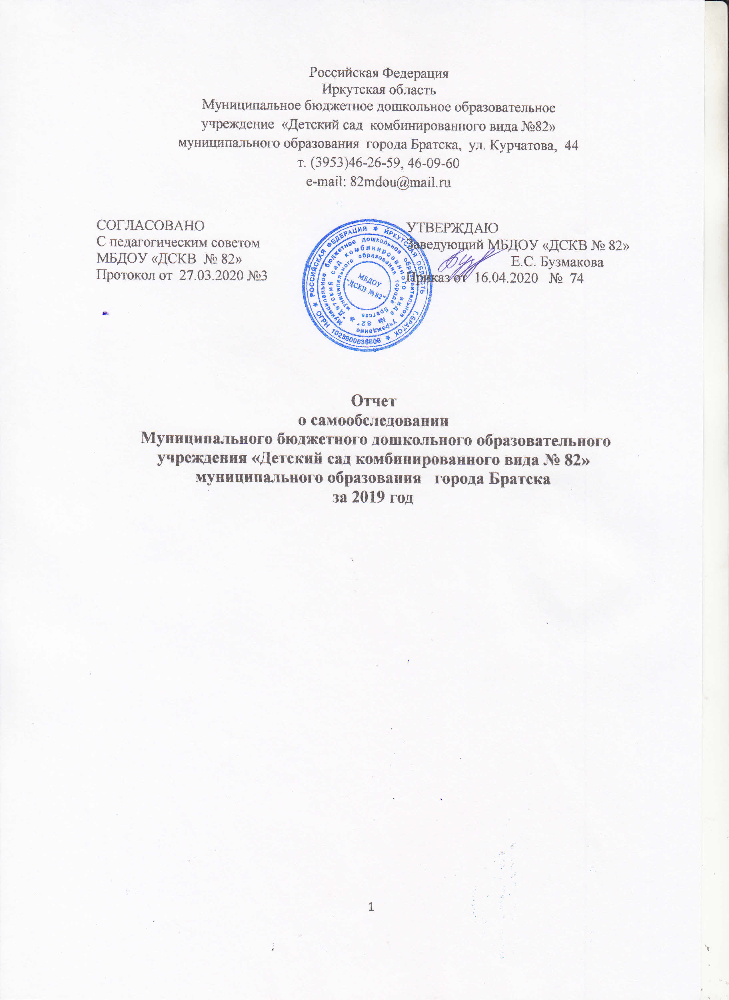 Российская Федерация
Иркутская область
Муниципальное бюджетное дошкольное образовательное
учреждение «Детский сад комбинированного вида №82»
муниципального образования города Братска, ул. Курчатова, 44
т. (3953)46-26-59, 46-09-60
e-mail: 82mdou@mail.ru
СОГЛАСОВАНО
С педагогическим советом
МБДОУ «ДСКВ № 82»
Протокол от 27.03.2020 №3
УТВЕРЖДАЮ
Заведующий МБДОУ «ДСКВ № 82»
Е.С. Бузмакова
Приказ от 16.04.2020 № 74
РОССИЙСКАЯ ФЕДЕРАЦИЯ * ИРКУТСКАЯ ОБЛАСТЬ Г.БРАТСК * ОГРН 1023800836606 *
Муниципальное бюджетное дошкольное образовательное учреждение
"Детский сад комбинированного вида № 82" *
муниципального образования города Братска
МБДОУ
"ДСКВ № 82"
Отчет
о самообследовании
Муниципального бюджетного дошкольного образовательного
учреждения «Детский сад комбинированного вида № 82»
муниципального образования города Братска
за 2019 год
1